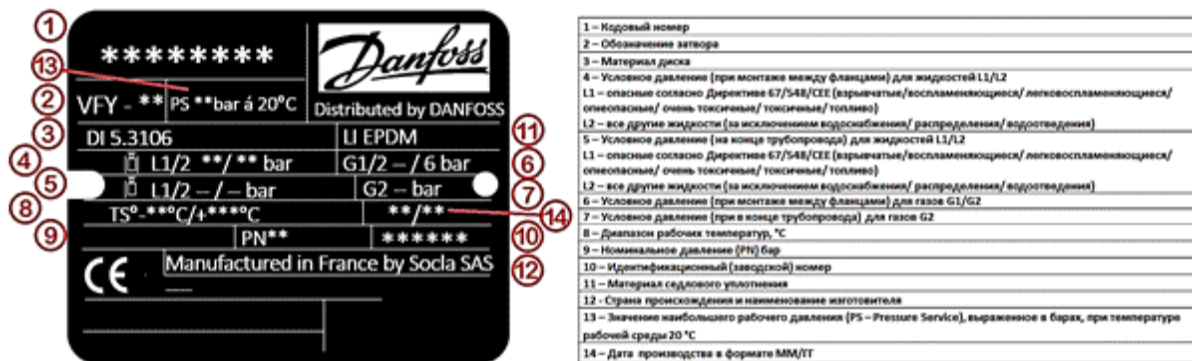 1
********
Danfoss
13
2
VFY - **
PS **bar á 20°C
Distributed by DANFOSS
3
DI 5.3106
LI EPDM
11
4
L1/2 **/** bar
G1/2 – / 6 bar
6
5
L1/2 – / – bar
G2 – bar
7
8
TS°-**°C/+***°C
**/**
14
9
PN**
******
10
CE
Manufactured in France by Socla SAS
12
1 – Кодовый номер
2 – Обозначение затвора
3 – Материал диска
4 – Условное давление (при монтаже между фланцами) для жидкостей L1/L2
L1 – опасные согласно Директиве 67/548/CEE (взрывчатые/воспламеняющиеся/ легковоспламеняющиеся/
огнеопасные/ очень токсичные/ токсичные/ топливо)
L2 – все другие жидкости (за исключением водоснабжения/ распределения/ водоотведения)
5 – Условное давление (на конце трубопровода) для жидкостей L1/L2
L1 – опасные согласно Директиве 67/548/CEE (взрывчатые/воспламеняющиеся/ легковоспламеняющиеся/
огнеопасные/ очень токсичные/ токсичные/ топливо)
L2 – все другие жидкости (за исключением водоснабжения/ распределения/ водоотведения)
6 – Условное давление (при монтаже между фланцами) для газов G1/G2
7 – Условное давление (при в конце трубопровода) для газов G2
8 – Диапазон рабочих температур, °С
9 – Номинальное давление (PN) бар
10 – Идентификационный (заводской) номер
11 – Материал седлового уплотнения
12 - Страна происхождения и наименование изготовителя
13 – Значение наибольшего рабочего давления (PS – Pressure Service), выраженное в барах, при температуре
рабочей среды 20 °С
14 – Дата производства в формате ММ/ГГ